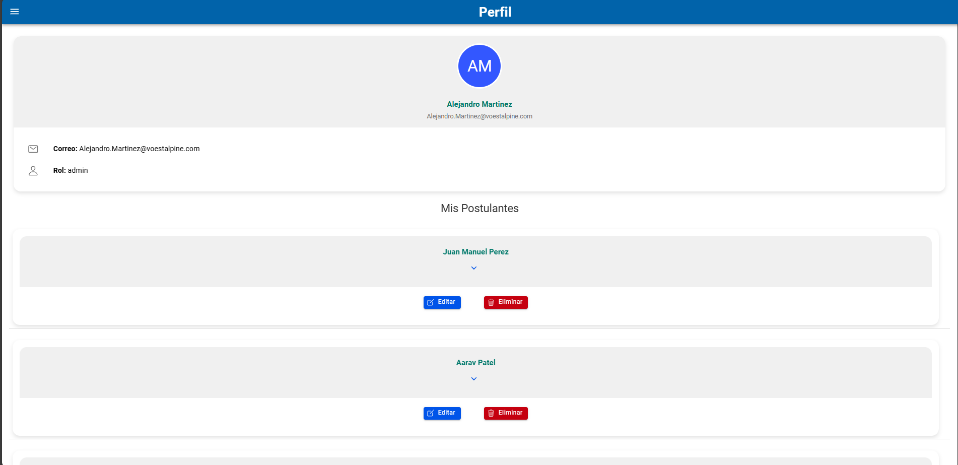 Perfil
AM
Alejandro Martinez
Alejandro.Martinez@voestalpine.com
Correo: Alejandro.Martinez@voestalpine.com
Rol: admin
Mis Postulantes
Juan Manuel Perez
Editar Eliminar
Aarav Patel
Editar Eliminar